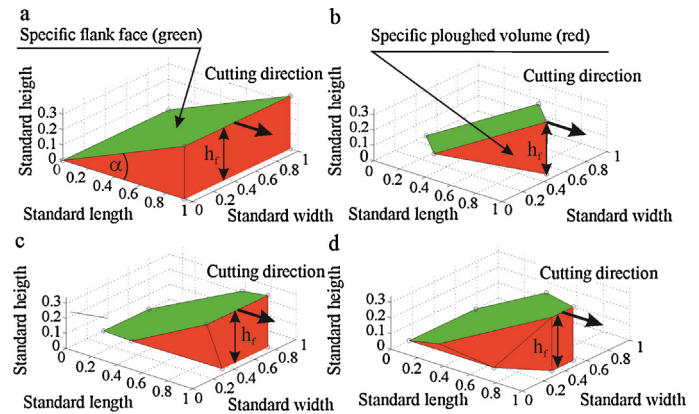 a
b
Specific flank face (green)
Specific ploughed volume (red)
Cutting direction
Cutting direction
Standard heigth
0.3
0.2
0.1
0
α
hf
0
0.2
0.4
0.6
0.8
1
0
0.2
0.4
0.6
0.8
1
Standard length
Standard width
Standard heigth
0.3
0.2
0.1
0
hf
0
0.2
0.4
0.6
0.8
1
0
0.2
0.4
0.6
0.8
1
Standard length
Standard width
c
d
Cutting direction
Cutting direction
Standard heigth
0.3
0.2
0.1
0
hf
0
0.2
0.4
0.6
0.8
1
0
0.2
0.4
0.6
0.8
1
Standard length
Standard width
Standard heigth
0.3
0.2
0.1
0
hf
0
0.2
0.4
0.6
0.8
1
0
0.2
0.4
0.6
0.8
1
Standard length
Standard width